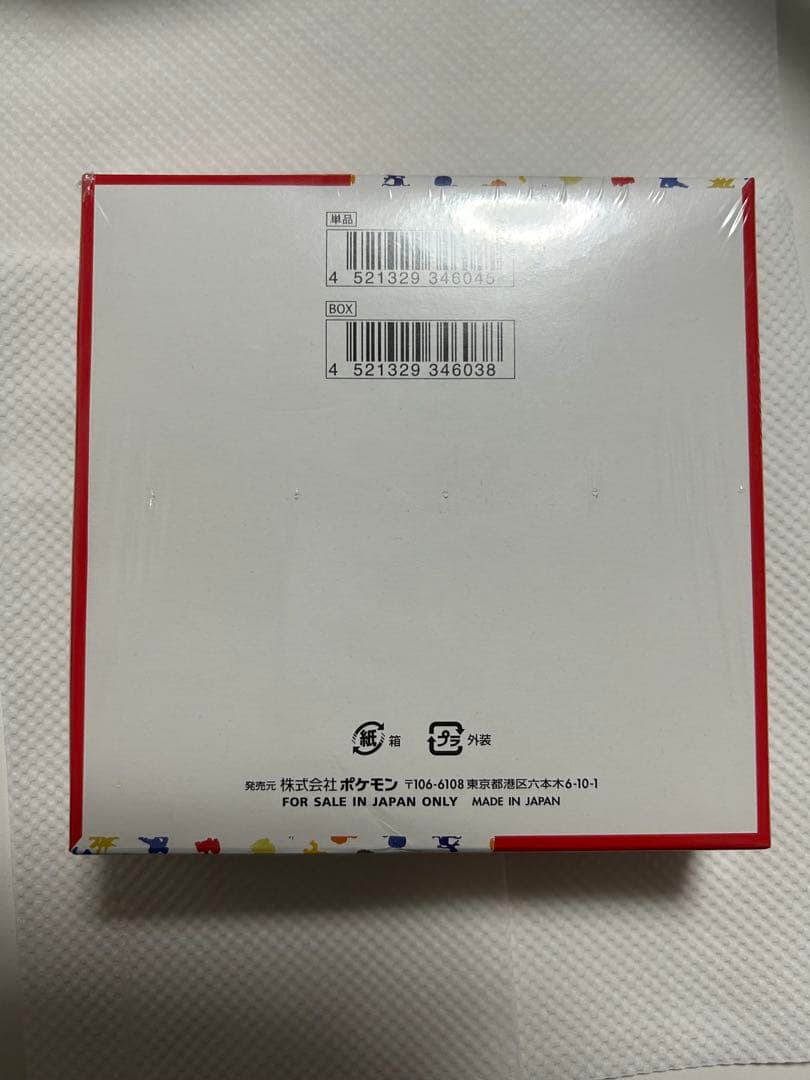 単品
4 521329 346045
BOX
4 521329 346038
紙 箱 プラ 外装
発売元 株式会社 ポケモン 〒106-6108 東京都港区六本木6-10-1
FOR SALE IN JAPAN ONLY MADE IN JAPAN